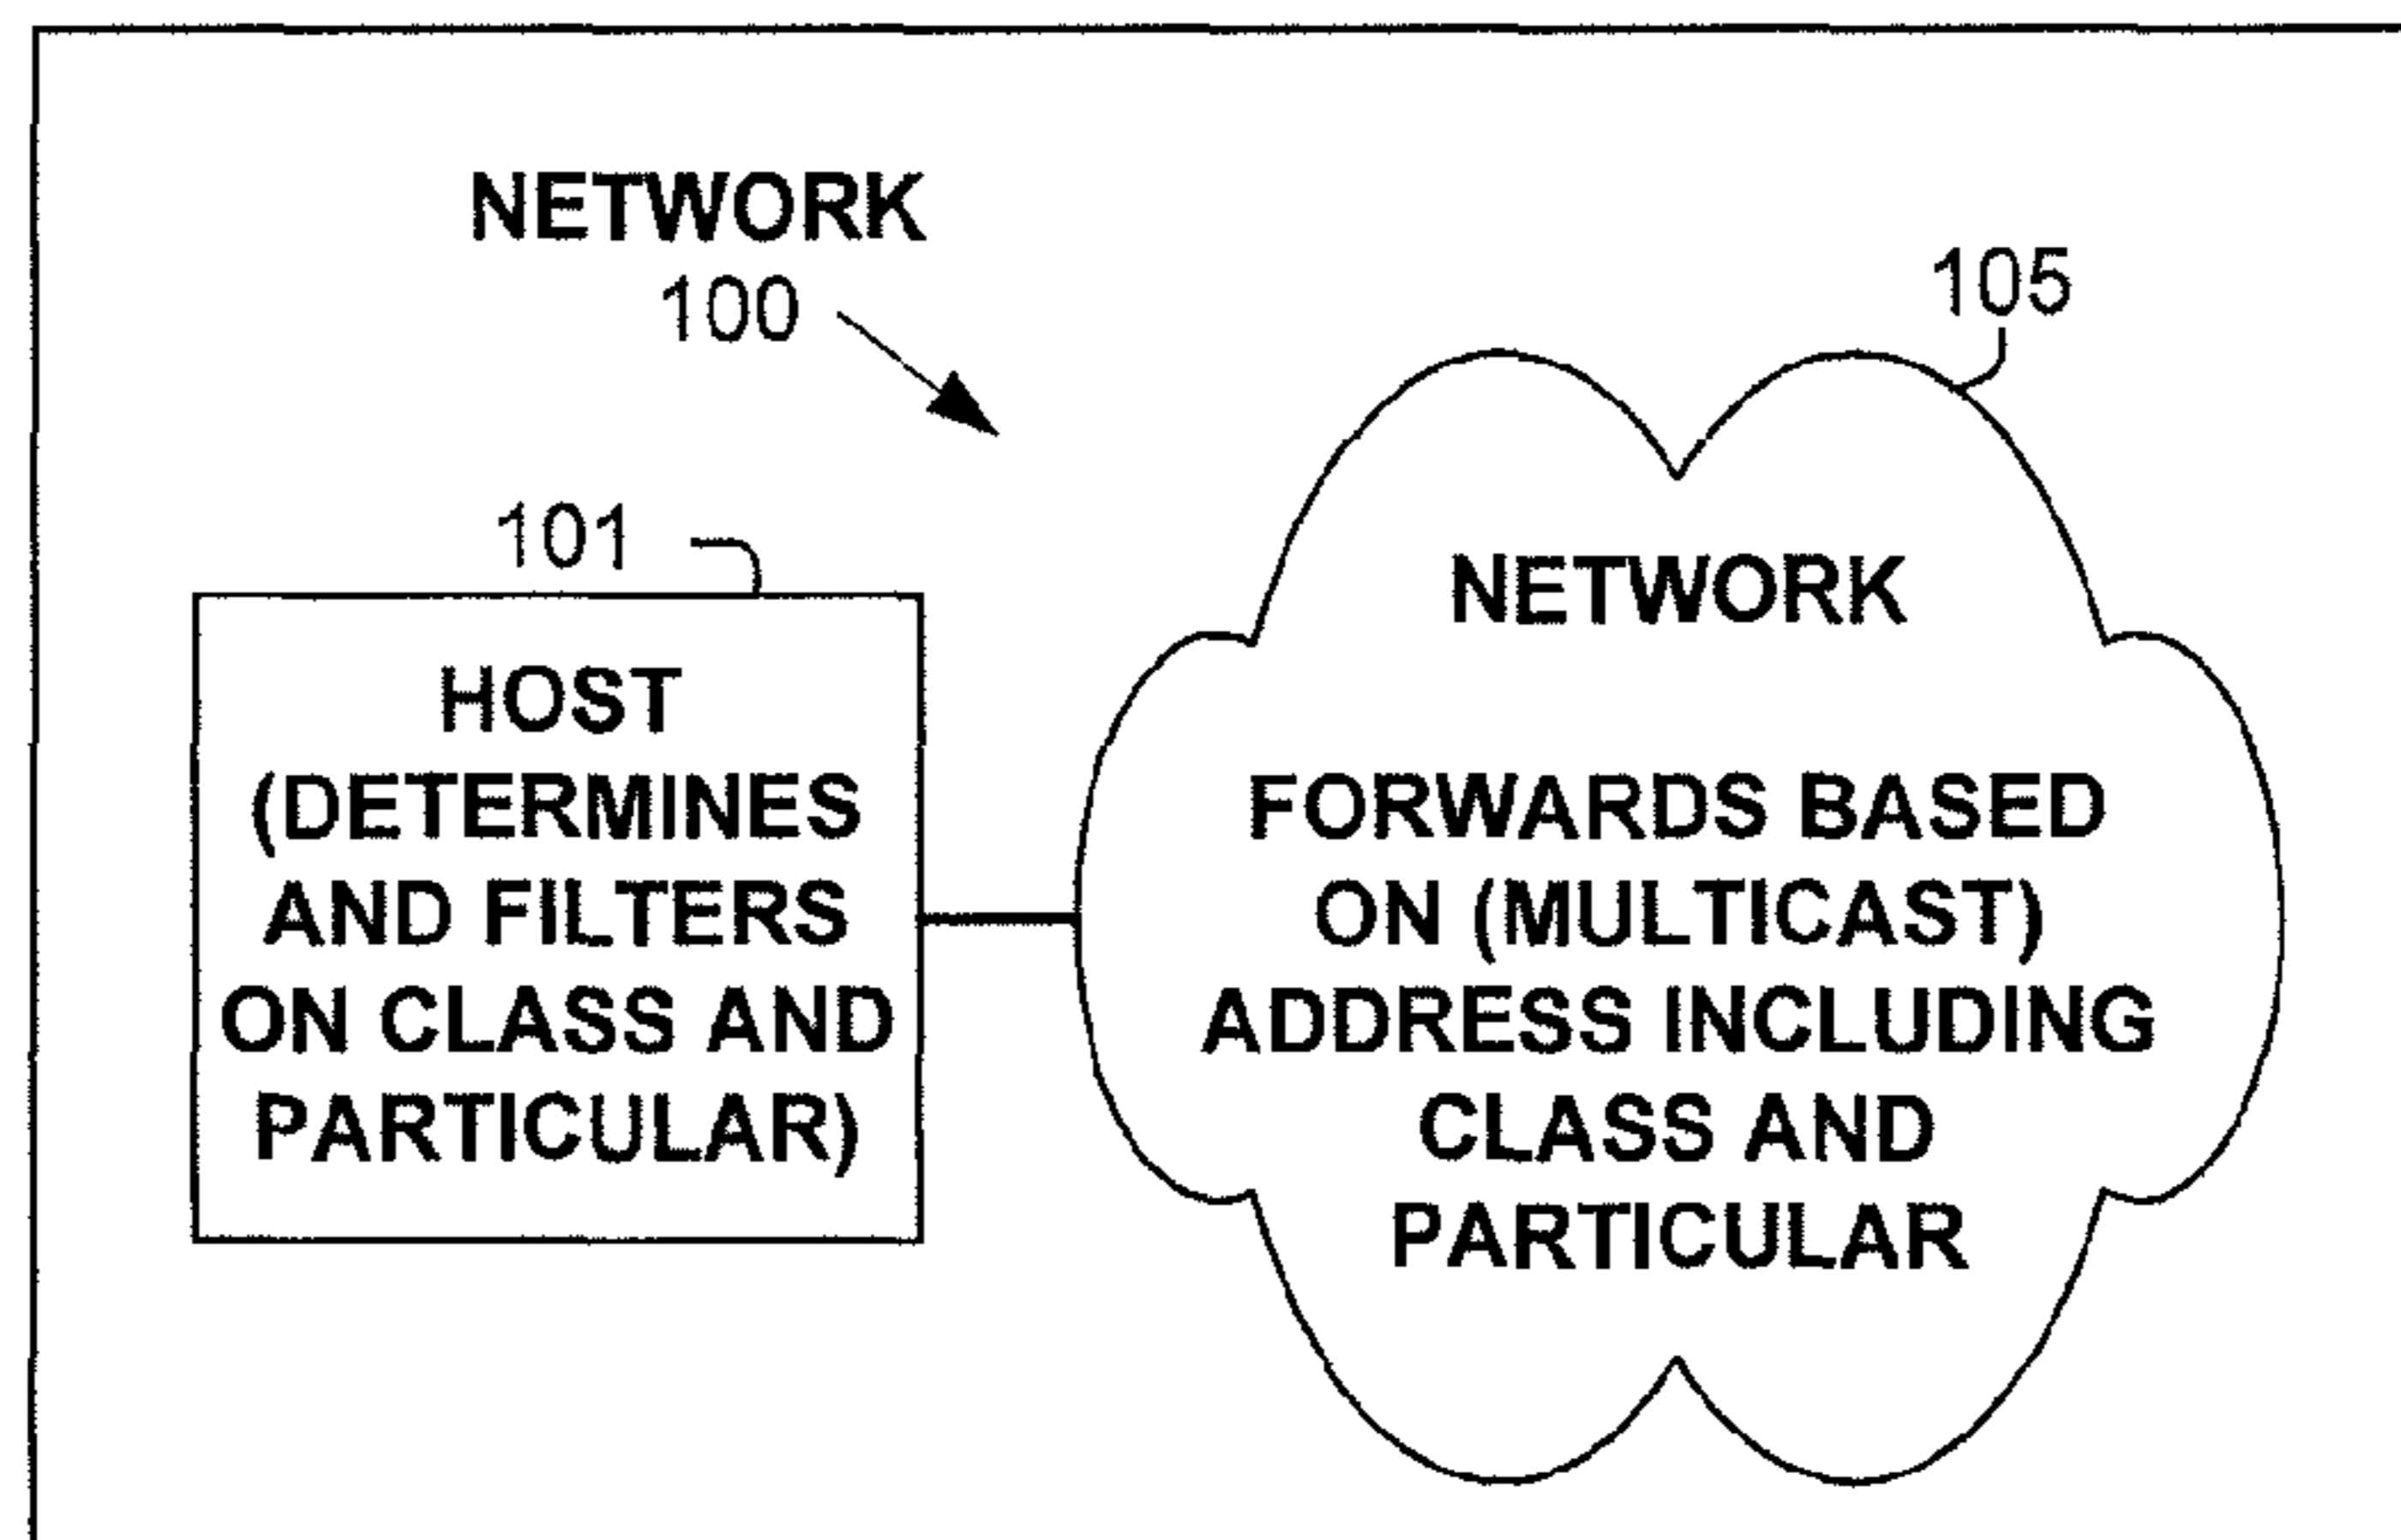 NETWORK
100
105
101
HOST
(DETERMINES
AND FILTERS
ON CLASS AND
PARTICULAR)
NETWORK
FORWARDS BASED
ON (MULTICAST)
ADDRESS INCLUDING
CLASS AND
PARTICULAR